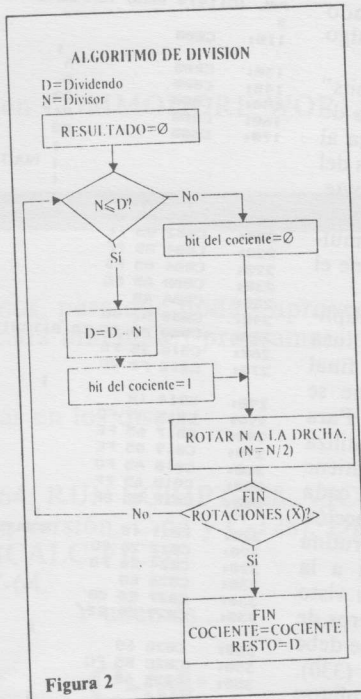 ALGORITMO DE DIVISION
D=Dividendo
N=Divisor
RESULTADO=Ø
N⩽D?
No
Si
bit del cociente=Ø
D=D - N
bit del cociente=1
ROTAR N A LA DRCHA.
(N=N/2)
FIN
ROTACIONES (X)?
No
Si
FIN
COCIENTE=COCIENTE
RESTO=D
Figura 2